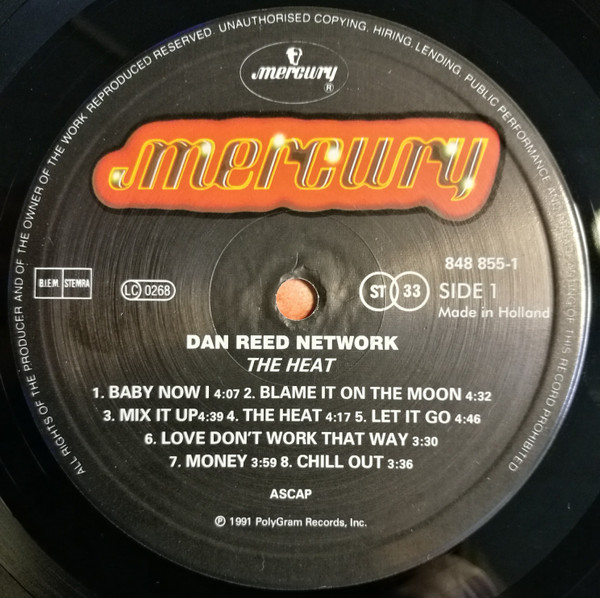 ALL RIGHTS OF THE PRODUCER AND OF THE OWNER OF THE WORK REPRODUCED RESERVED. UNAUTHORISED COPYING, HIRING, LENDING, PUBLIC PERFORMANCE AND OF THIS RECORD PROHIBITED
mercury®
mercury
B.I.E.M. STEMRA
LC 0268
ST 33
848 855-1
SIDE 1
Made in Holland
DAN REED NETWORK
THE HEAT
1. BABY NOW I 4:07 2. BLAME IT ON THE MOON 4:32
3. MIX IT UP 4:39 4. THE HEAT 4:17 5. LET IT GO 4:46
6. LOVE DON'T WORK THAT WAY 3:30
7. MONEY 3:59 8. CHILL OUT 3:36
ASCAP
℗ 1991 PolyGram Records, Inc.